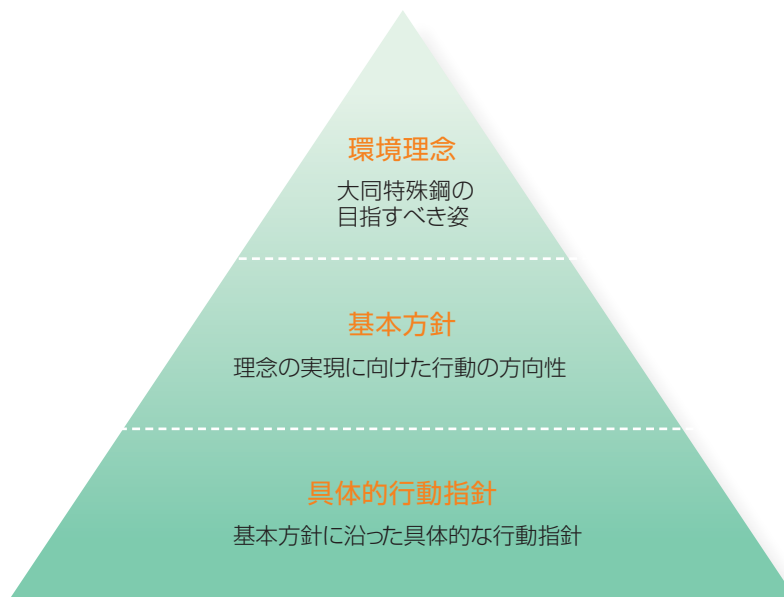 環境理念
大同特殊鋼の
目指すべき姿
基本方針
理念の実現に向けた行動の方向性
具体的行動指針
基本方針に沿った具体的な行動指針